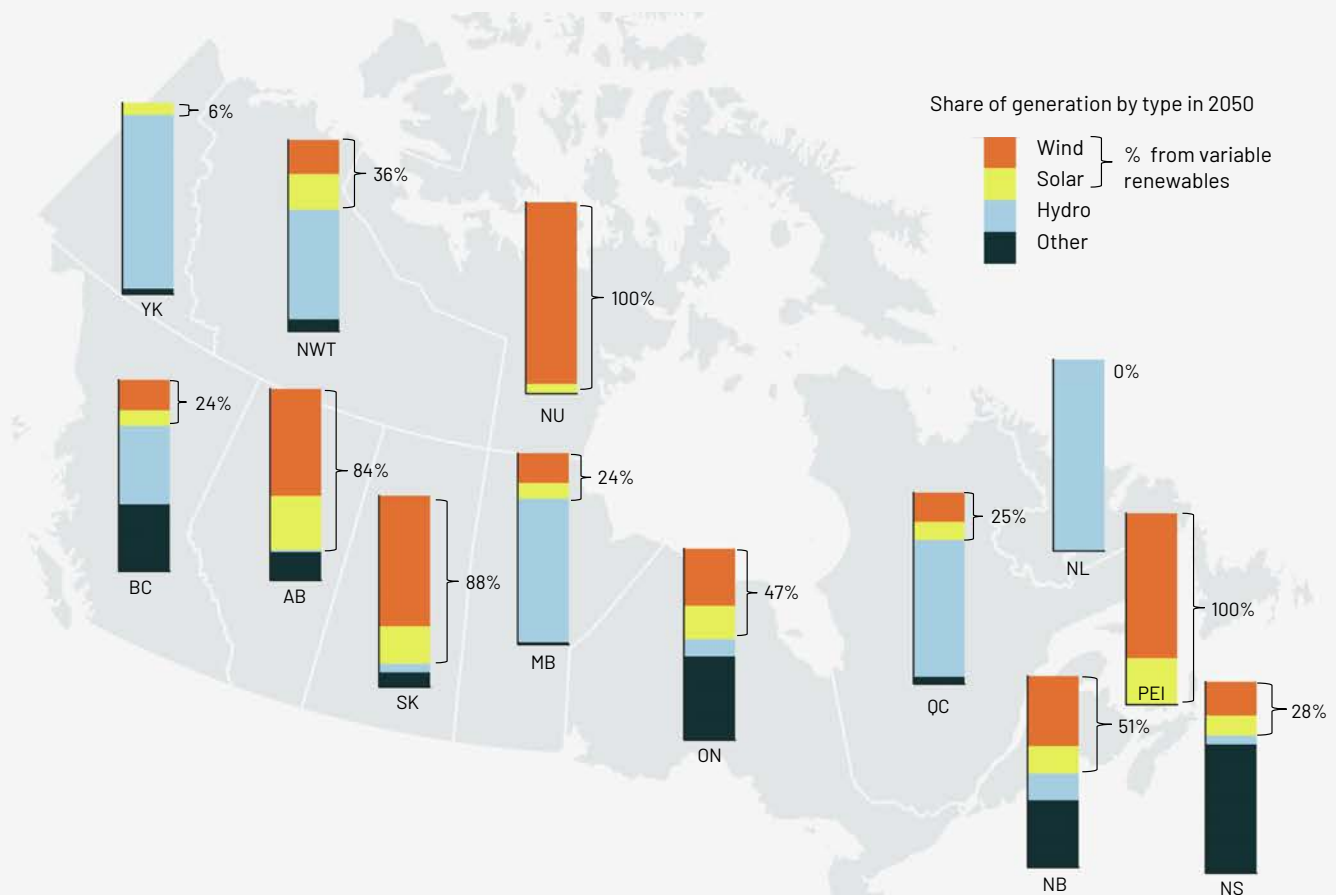 Share of generation by type in 2050
Wind
Solar
% from variable
renewables
Hydro
Other
6%
YK
36%
NWT
100%
NU
0%
NL
24%
BC
84%
AB
88%
SK
24%
MB
47%
ON
25%
QC
100%
PEI
51%
NB
28%
NS